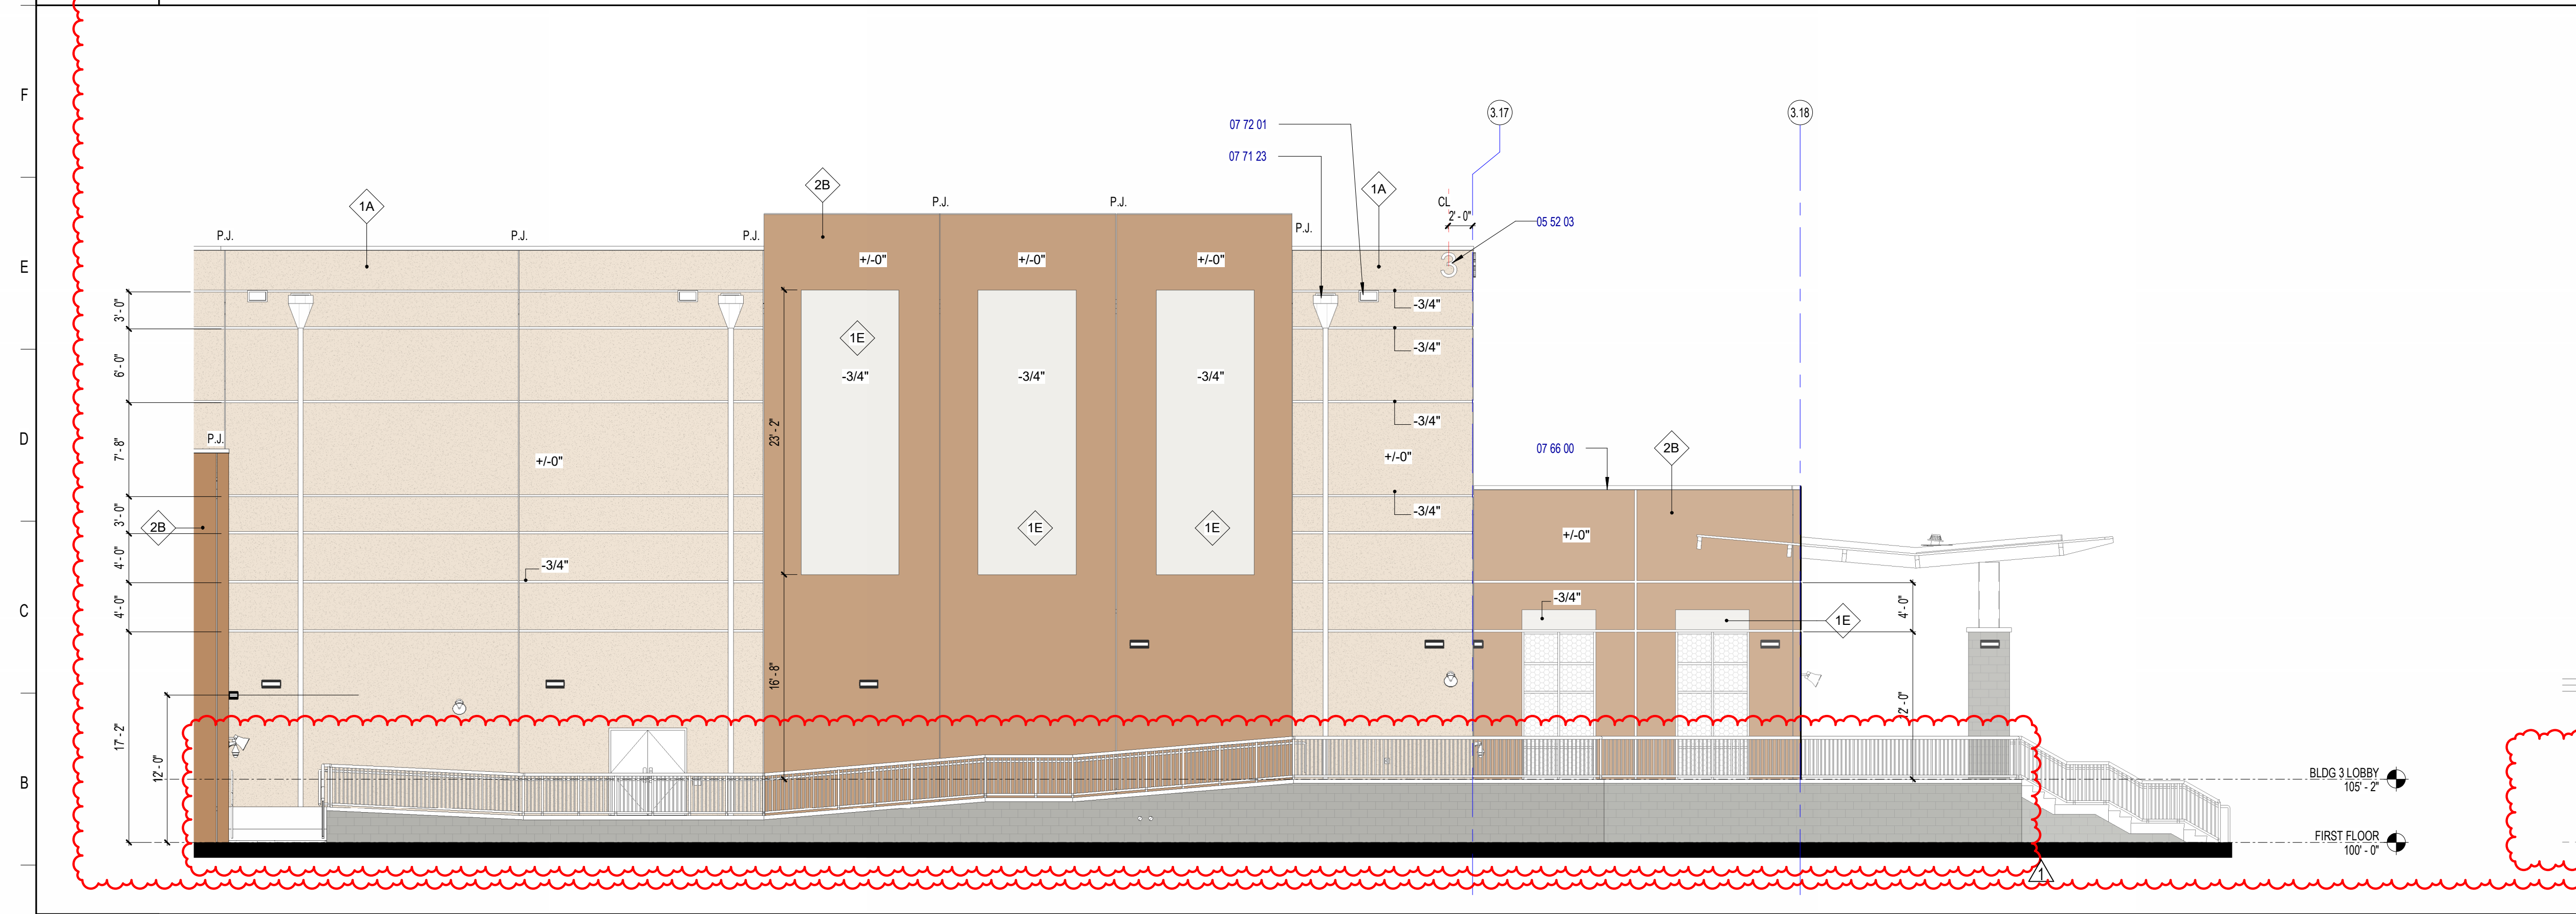 F
E
D
C
B
3.17
3.18
07 72 01
07 71 23
2B
1A
1A
P.J.
P.J.
CL
2' - 0"
05 52 03
P.J.
P.J.
P.J.
P.J.
3
+/-0"
+/-0"
+/-0"
3' - 0"
-3/4"
1E
-3/4"
6' - 0"
-3/4"
-3/4"
-3/4"
-3/4"
23' - 2"
P.J.
7' - 8"
+/-0"
+/-0"
07 66 00
2B
-3/4"
3' - 0"
2B
1E
1E
+/-0"
4' - 0"
-3/4"
4' - 0"
-3/4"
4' - 0"
1E
16' - 8"
12' - 0"
17' - 2"
12' - 0"
BLDG 3 LOBBY
105' - 2"
FIRST FLOOR
100' - 0"
1